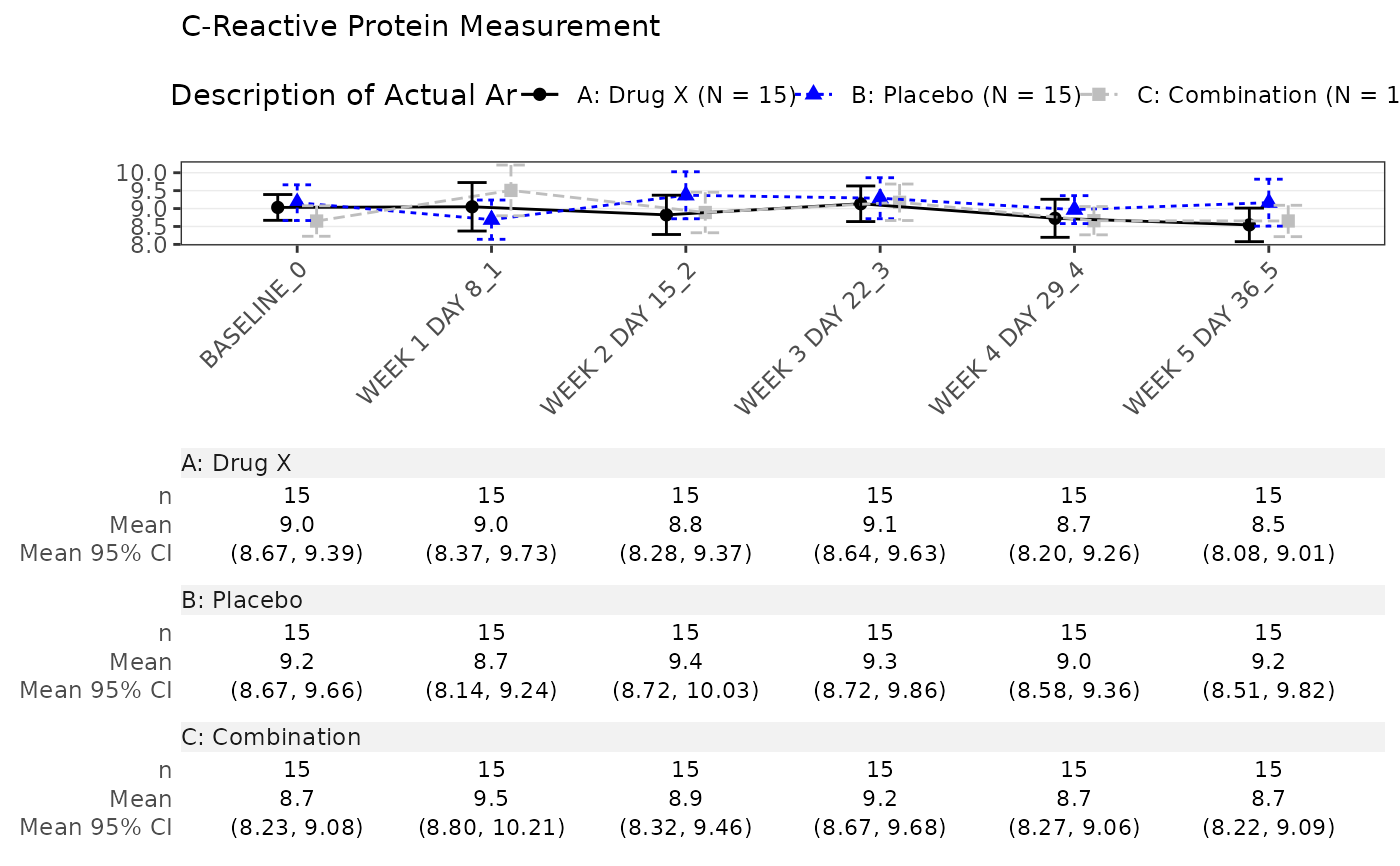 C-Reactive Protein Measurement
Description of Actual Ar A: Drug X (N = 15) B: Placebo (N = 15) C: Combination (N = 1
10.0
9.5
9.0
8.5
8.0
BASELINE_0 WEEK 1 DAY 8_1 WEEK 2 DAY 15_2 WEEK 3 DAY 22_3 WEEK 4 DAY 29_4 WEEK 5 DAY 36_5
A: Drug X
n 15 15 15 15 15 15
Mean 9.0 9.0 8.8 9.1 8.7 8.5
Mean 95% CI (8.67, 9.39) (8.37, 9.73) (8.28, 9.37) (8.64, 9.63) (8.20, 9.26) (8.08, 9.01)
B: Placebo
n 15 15 15 15 15 15
Mean 9.2 8.7 9.4 9.3 9.0 9.2
Mean 95% CI (8.67, 9.66) (8.14, 9.24) (8.72, 10.03) (8.72, 9.86) (8.58, 9.36) (8.51, 9.82)
C: Combination
n 15 15 15 15 15 15
Mean 8.7 9.5 8.9 9.2 8.7 8.7
Mean 95% CI (8.23, 9.08) (8.80, 10.21) (8.32, 9.46) (8.67, 9.68) (8.27, 9.06) (8.22, 9.09)